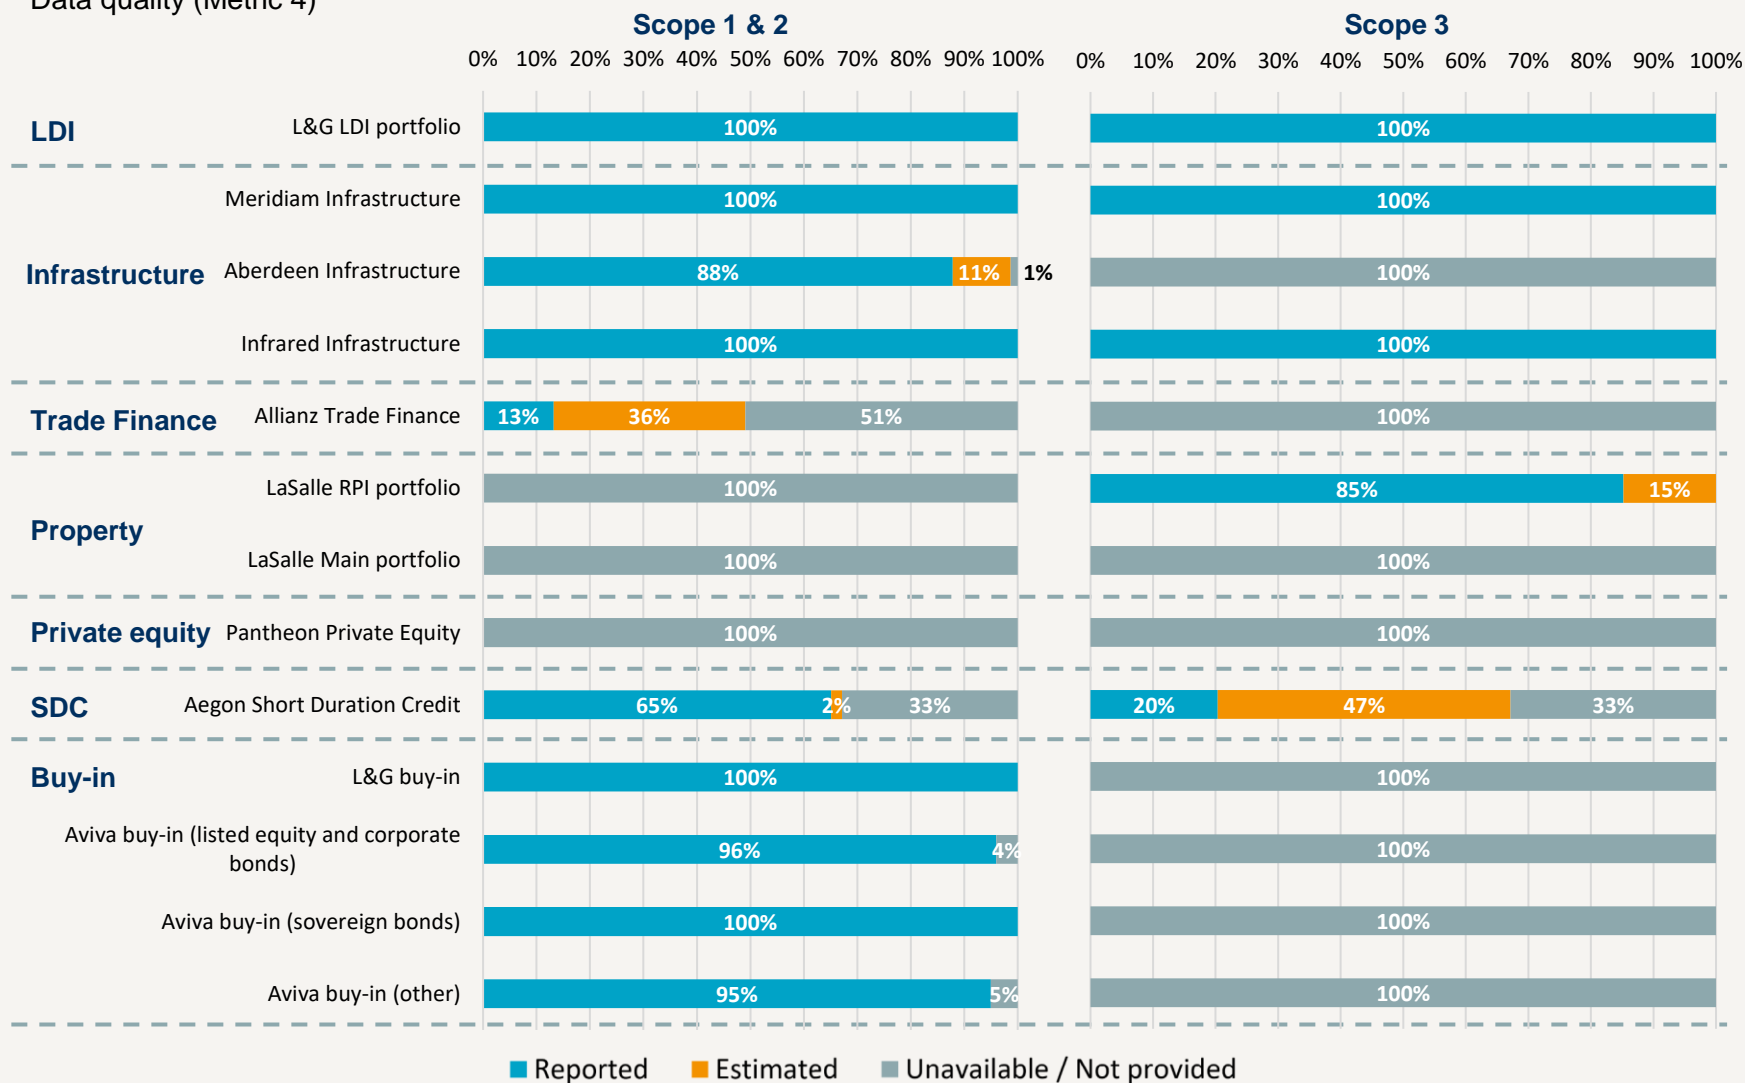 Data quality (Metric 4)
Scope 1 & 2 Scope 3
0% 10% 20% 30% 40% 50% 60% 70% 80% 90% 100% 0% 10% 20% 30% 40% 50% 60% 70% 80% 90% 100%
LDI L&G LDI portfolio 100% 100%
Meridiam Infrastructure 100% 100%
Infrastructure Aberdeen Infrastructure 88% 11% 1% 100%
Infrared Infrastructure 100% 100%
Trade Finance Allianz Trade Finance 13% 36% 51% 100%
LaSalle RPI portfolio 100% 85% 15%
Property
LaSalle Main portfolio 100% 100%
Private equity Pantheon Private Equity 100% 100%
SDC Aegon Short Duration Credit 65% 2% 33% 20% 47% 33%
Buy-in L&G buy-in 100% 100%
Aviva buy-in (listed equity and corporate
bonds) 96% 4% 100%
Aviva buy-in (sovereign bonds) 100% 100%
Aviva buy-in (other) 95% 5% 100%
Reported Estimated Unavailable / Not provided